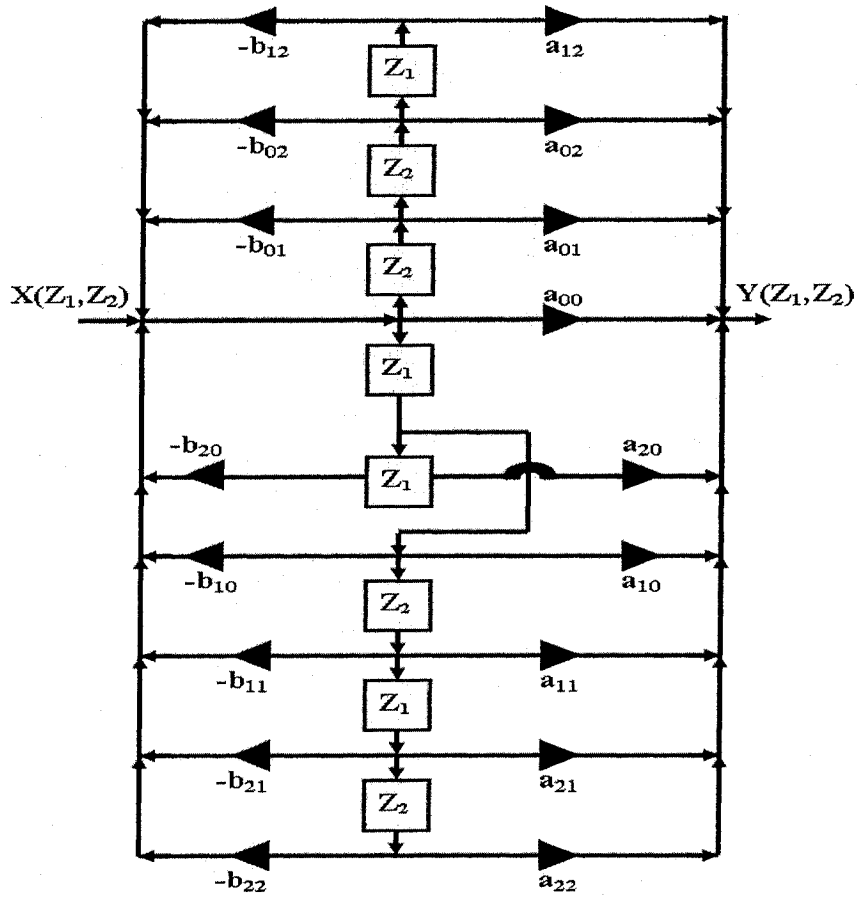 -b₁₂ a₁₂
Z₁
-b₀₂ a₀₂
Z₂
-b₀₁ a₀₁
Z₂
X(Z₁,Z₂) a₀₀ Y(Z₁,Z₂)
Z₁
-b₂₀ a₂₀
Z₁
-b₁₀ a₁₀
Z₂
-b₁₁ a₁₁
Z₁
-b₂₁ a₂₁
Z₂
-b₂₂ a₂₂